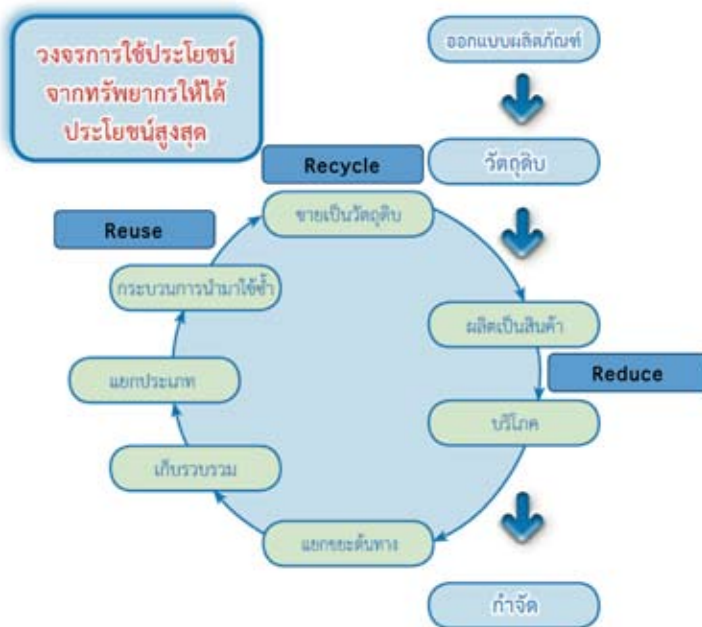 วงจรการใช้ประโยชน์
จากทรัพยากรให้ได้
ประโยชน์สูงสุด
ออกแบบผลิตภัณฑ์
วัตถุดิบ
Recycle
ขายเป็นวัตถุดิบ
Reuse
กระบวนการนำมาใช้ซ้ำ
ผลิตเป็นสินค้า
Reduce
แยกประเภท
บริโภค
เก็บรวบรวม
แยกขยะต้นทาง
กำจัด